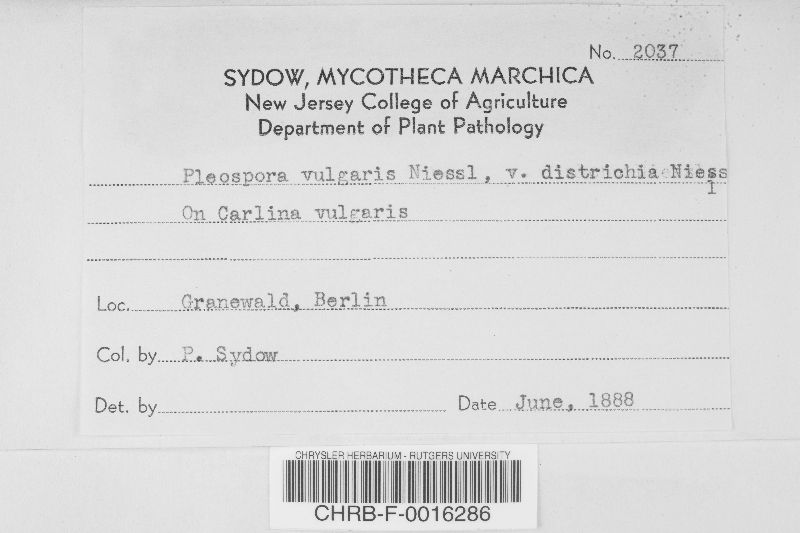 No. 2037
SYDOW, MYCOTHECA MARCHICA
New Jersey College of Agriculture
Department of Plant Pathology
Pleospora vulgaris Niessl, v. districhia Niessl
On Carlina vulgaris
Loc. Granewald, Berlin
Col. by P. Sydow
Det. by
Date June, 1888
CHRYSLER HERBARIUM - RUTGERS UNIVERSITY
CHRB-F-0016286